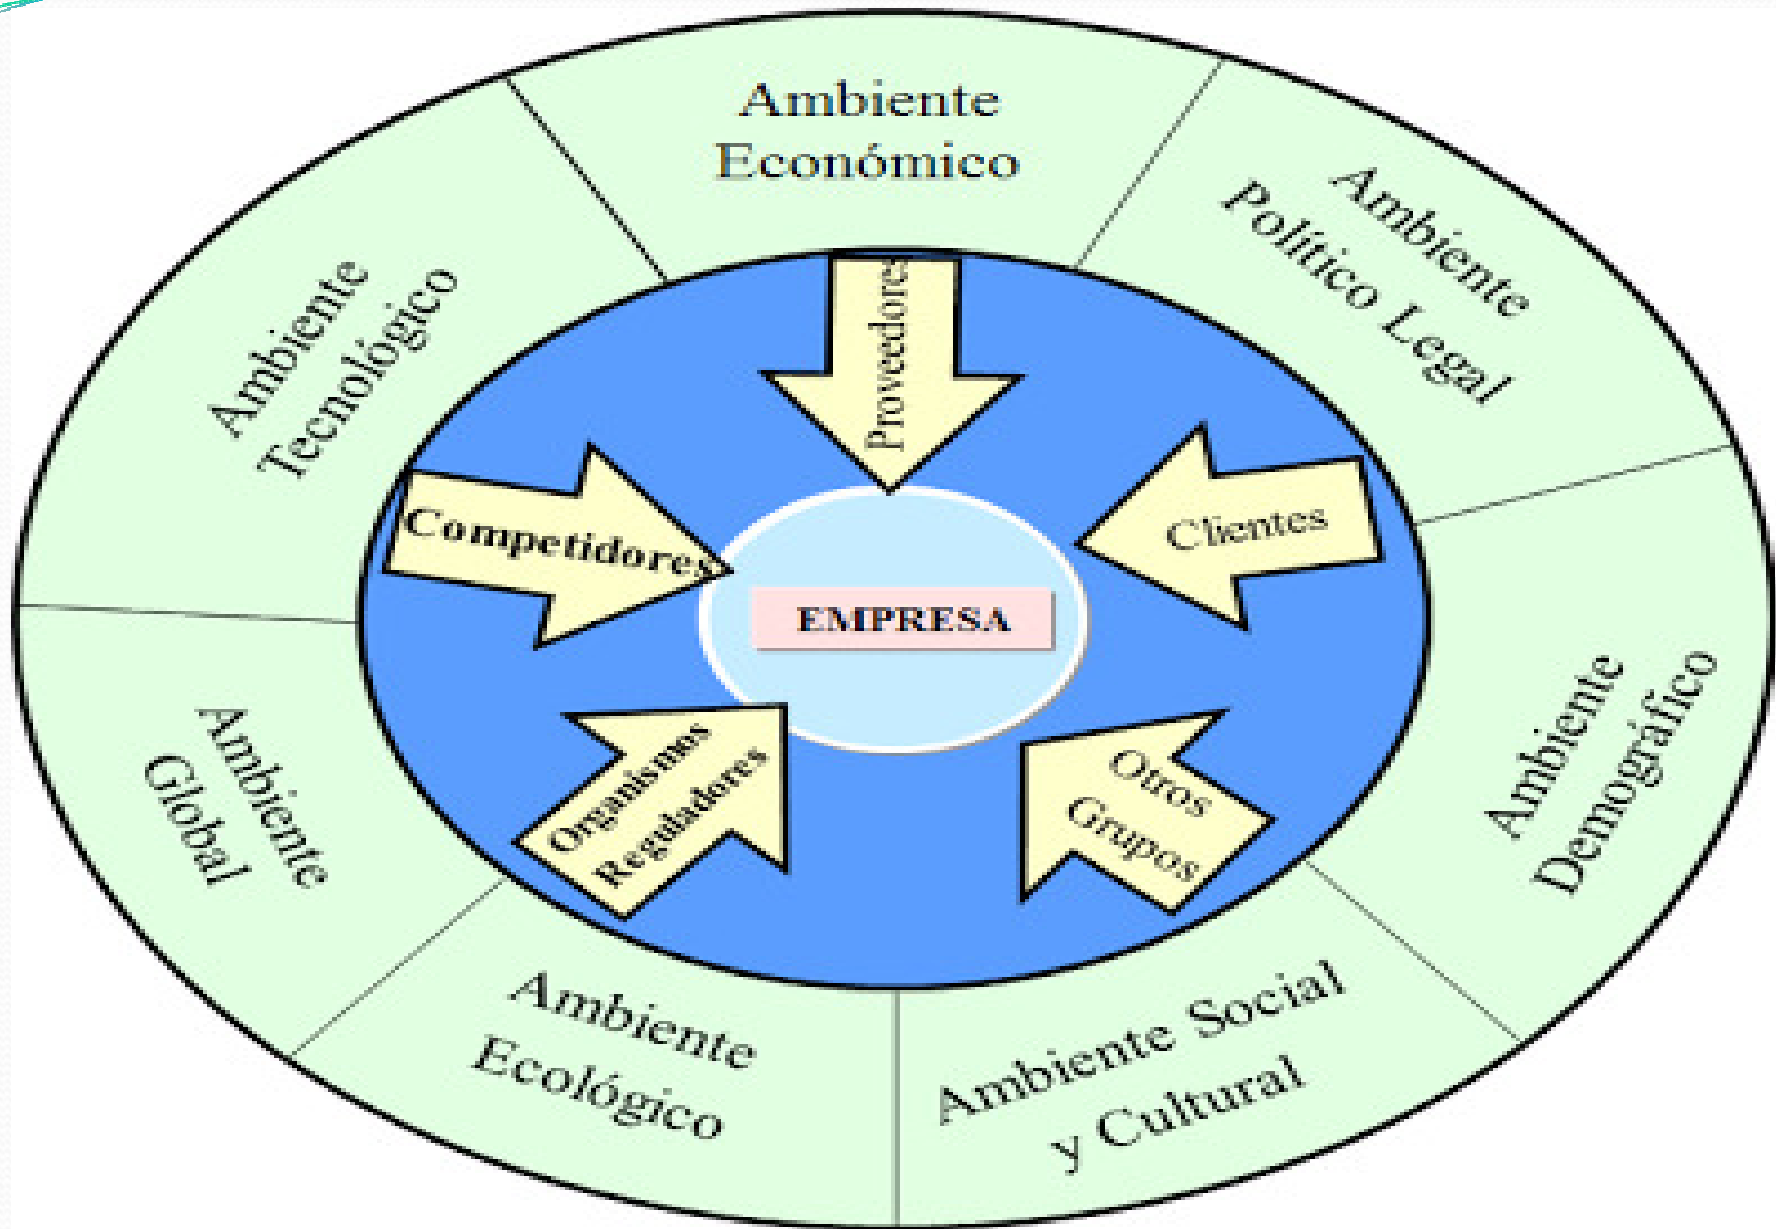 Ambiente
Económico
Ambiente
Político Legal
Ambiente
Tecnológico
Proveedores
Competidores
Clientes
EMPRESA
Ambiente
Global
Organismos
Reguladores
Otros
Grupos
Ambiente
Demográfico
Ambiente
Ecológico
Ambiente Social
y Cultural